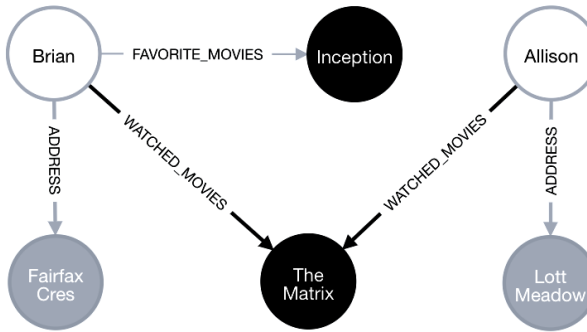 Brian
FAVORITE_MOVIES
Inception
Allison
ADDRESS
WATCHED_MOVIES
WATCHED_MOVIES
ADDRESS
Fairfax
Cres
The
Matrix
Lott
Meadow